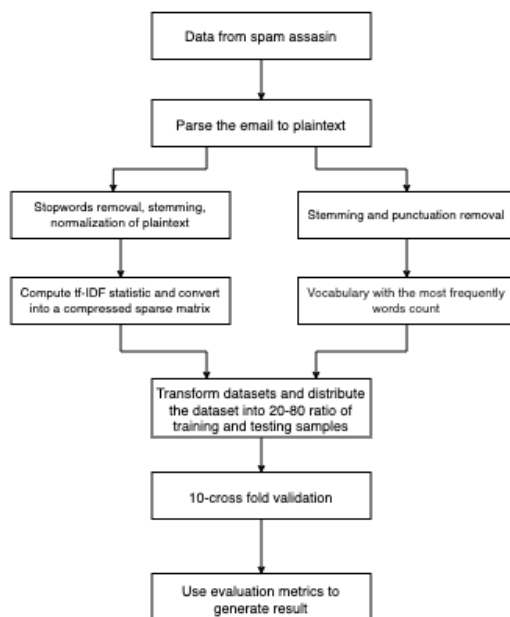 Data from spam assasin
Parse the email to plaintext
Stopwords removal, stemming,
normalization of plaintext
Stemming and punctuation removal
Compute tf-IDF statistic and convert
into a compressed sparse matrix
Vocabulary with the most frequently
words count
Transform datasets and distribute
the dataset into 20-80 ratio of
training and testing samples
10-cross fold validation
Use evaluation metrics to
generate result